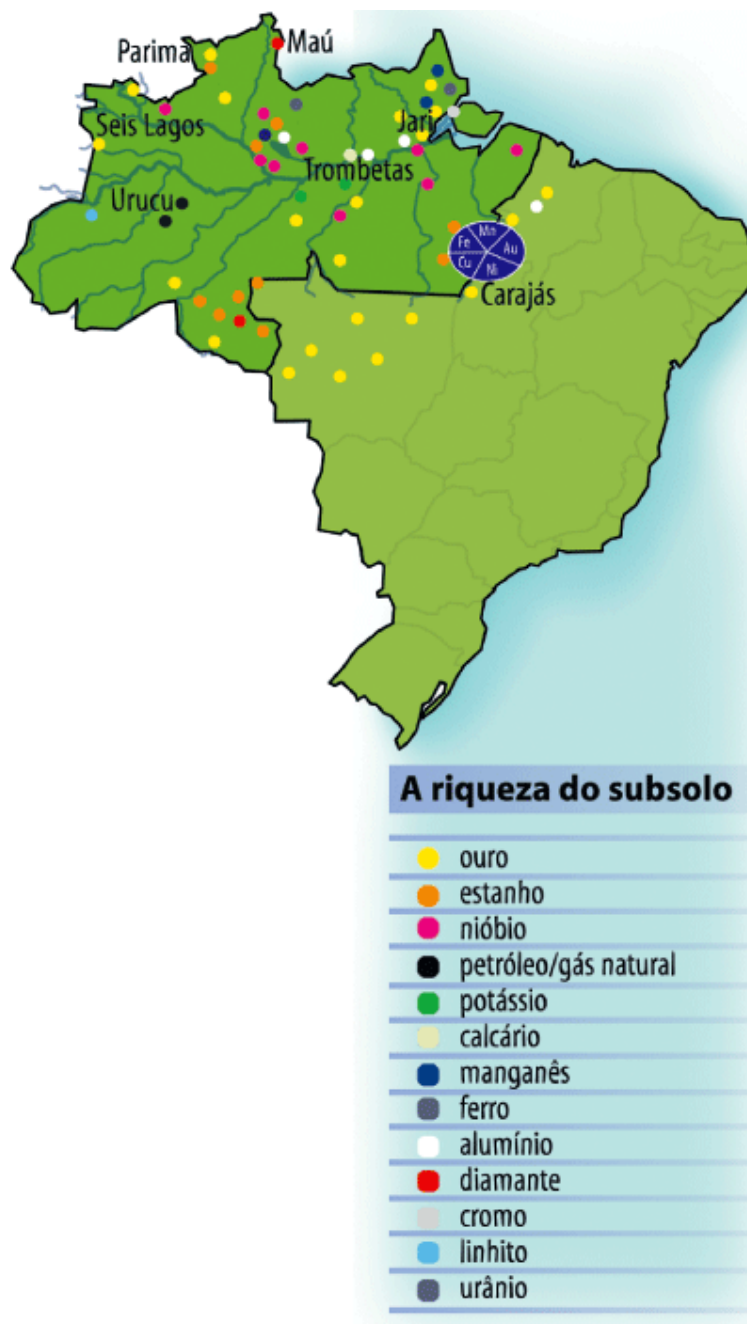 Parima
Maú
Seis Lagos
Jari
Trombetas
Urucu
Mn
Fe
Au
Cu
Ni
Carajás
A riqueza do subsolo
ouro
estanho
nióbio
petróleo/gás natural
potássio
calcário
manganês
ferro
alumínio
diamante
cromo
linhito
urânio